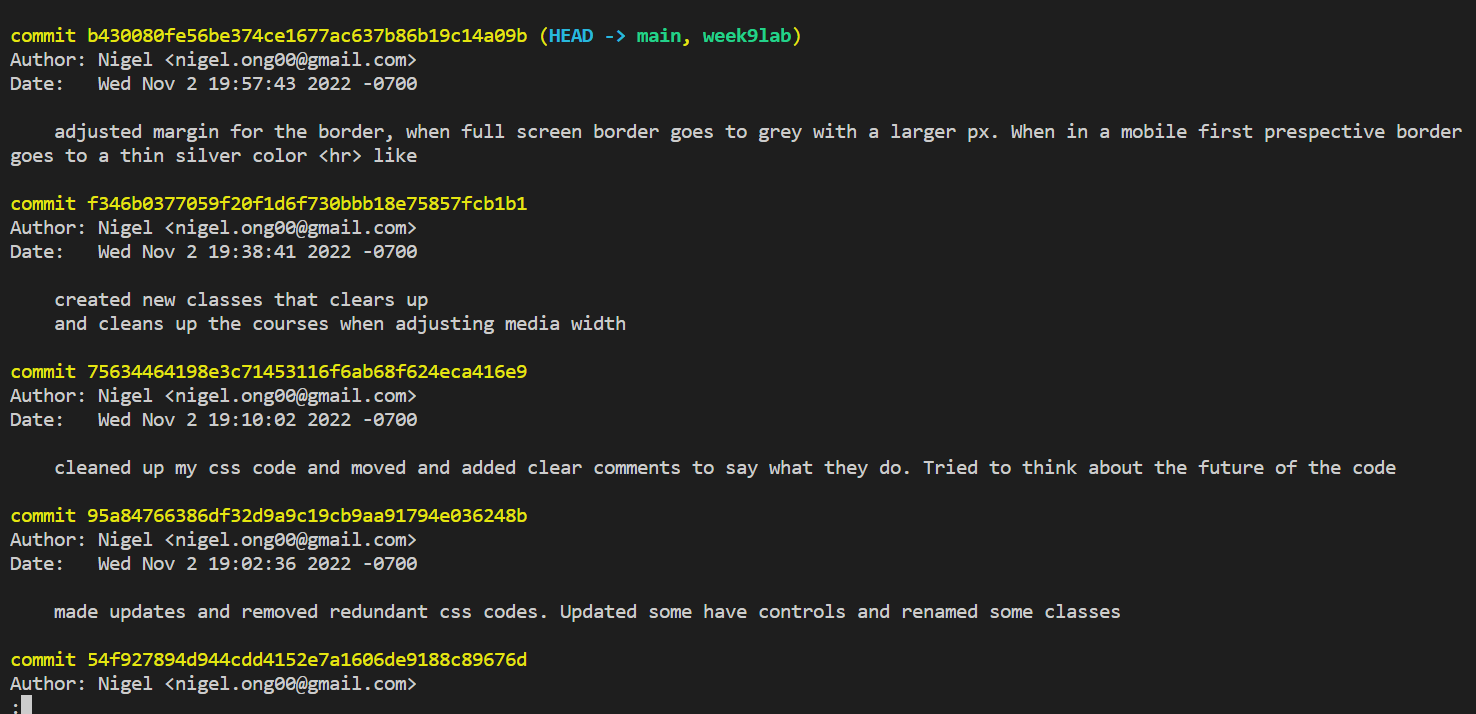 commit b430080fe56be374ce1677ac637b86b19c14a09b (HEAD -> main, week9lab)
Author: Nigel <nigel.ong00@gmail.com>
Date:   Wed Nov 2 19:57:43 2022 -0700
    adjusted margin for the border, when full screen border goes to grey with a larger px. When in a mobile first prespective border
goes to a thin silver color <hr> like
commit f346b0377059f20f1d6f730bbb18e75857fcb1b1
Author: Nigel <nigel.ong00@gmail.com>
Date:   Wed Nov 2 19:38:41 2022 -0700
    created new classes that clears up
    and cleans up the courses when adjusting media width
commit 75634464198e3c71453116f6ab68f624eca416e9
Author: Nigel <nigel.ong00@gmail.com>
Date:   Wed Nov 2 19:10:02 2022 -0700
    cleaned up my css code and moved and added clear comments to say what they do. Tried to think about the future of the code
commit 95a84766386df32d9a9c19cb9aa91794e036248b
Author: Nigel <nigel.ong00@gmail.com>
Date:   Wed Nov 2 19:02:36 2022 -0700
    made updates and removed redundant css codes. Updated some have controls and renamed some classes
commit 54f927894d944cdd4152e7a1606de9188c89676d
Author: Nigel <nigel.ong00@gmail.com>
: